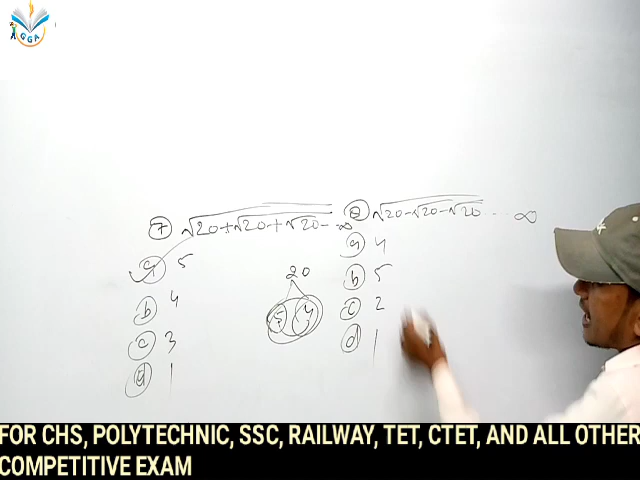 GGA
7 √20+√20+√20--∞
a 5
b 4
c 3
d 1
20
5 4
8 √20-√20-√20 -- ∞
a 4
b 5
c 2
d 1
FOR CHS, POLYTECHNIC, SSC, RAILWAY, TET, CTET, AND ALL OTHER
COMPETITIVE EXAM